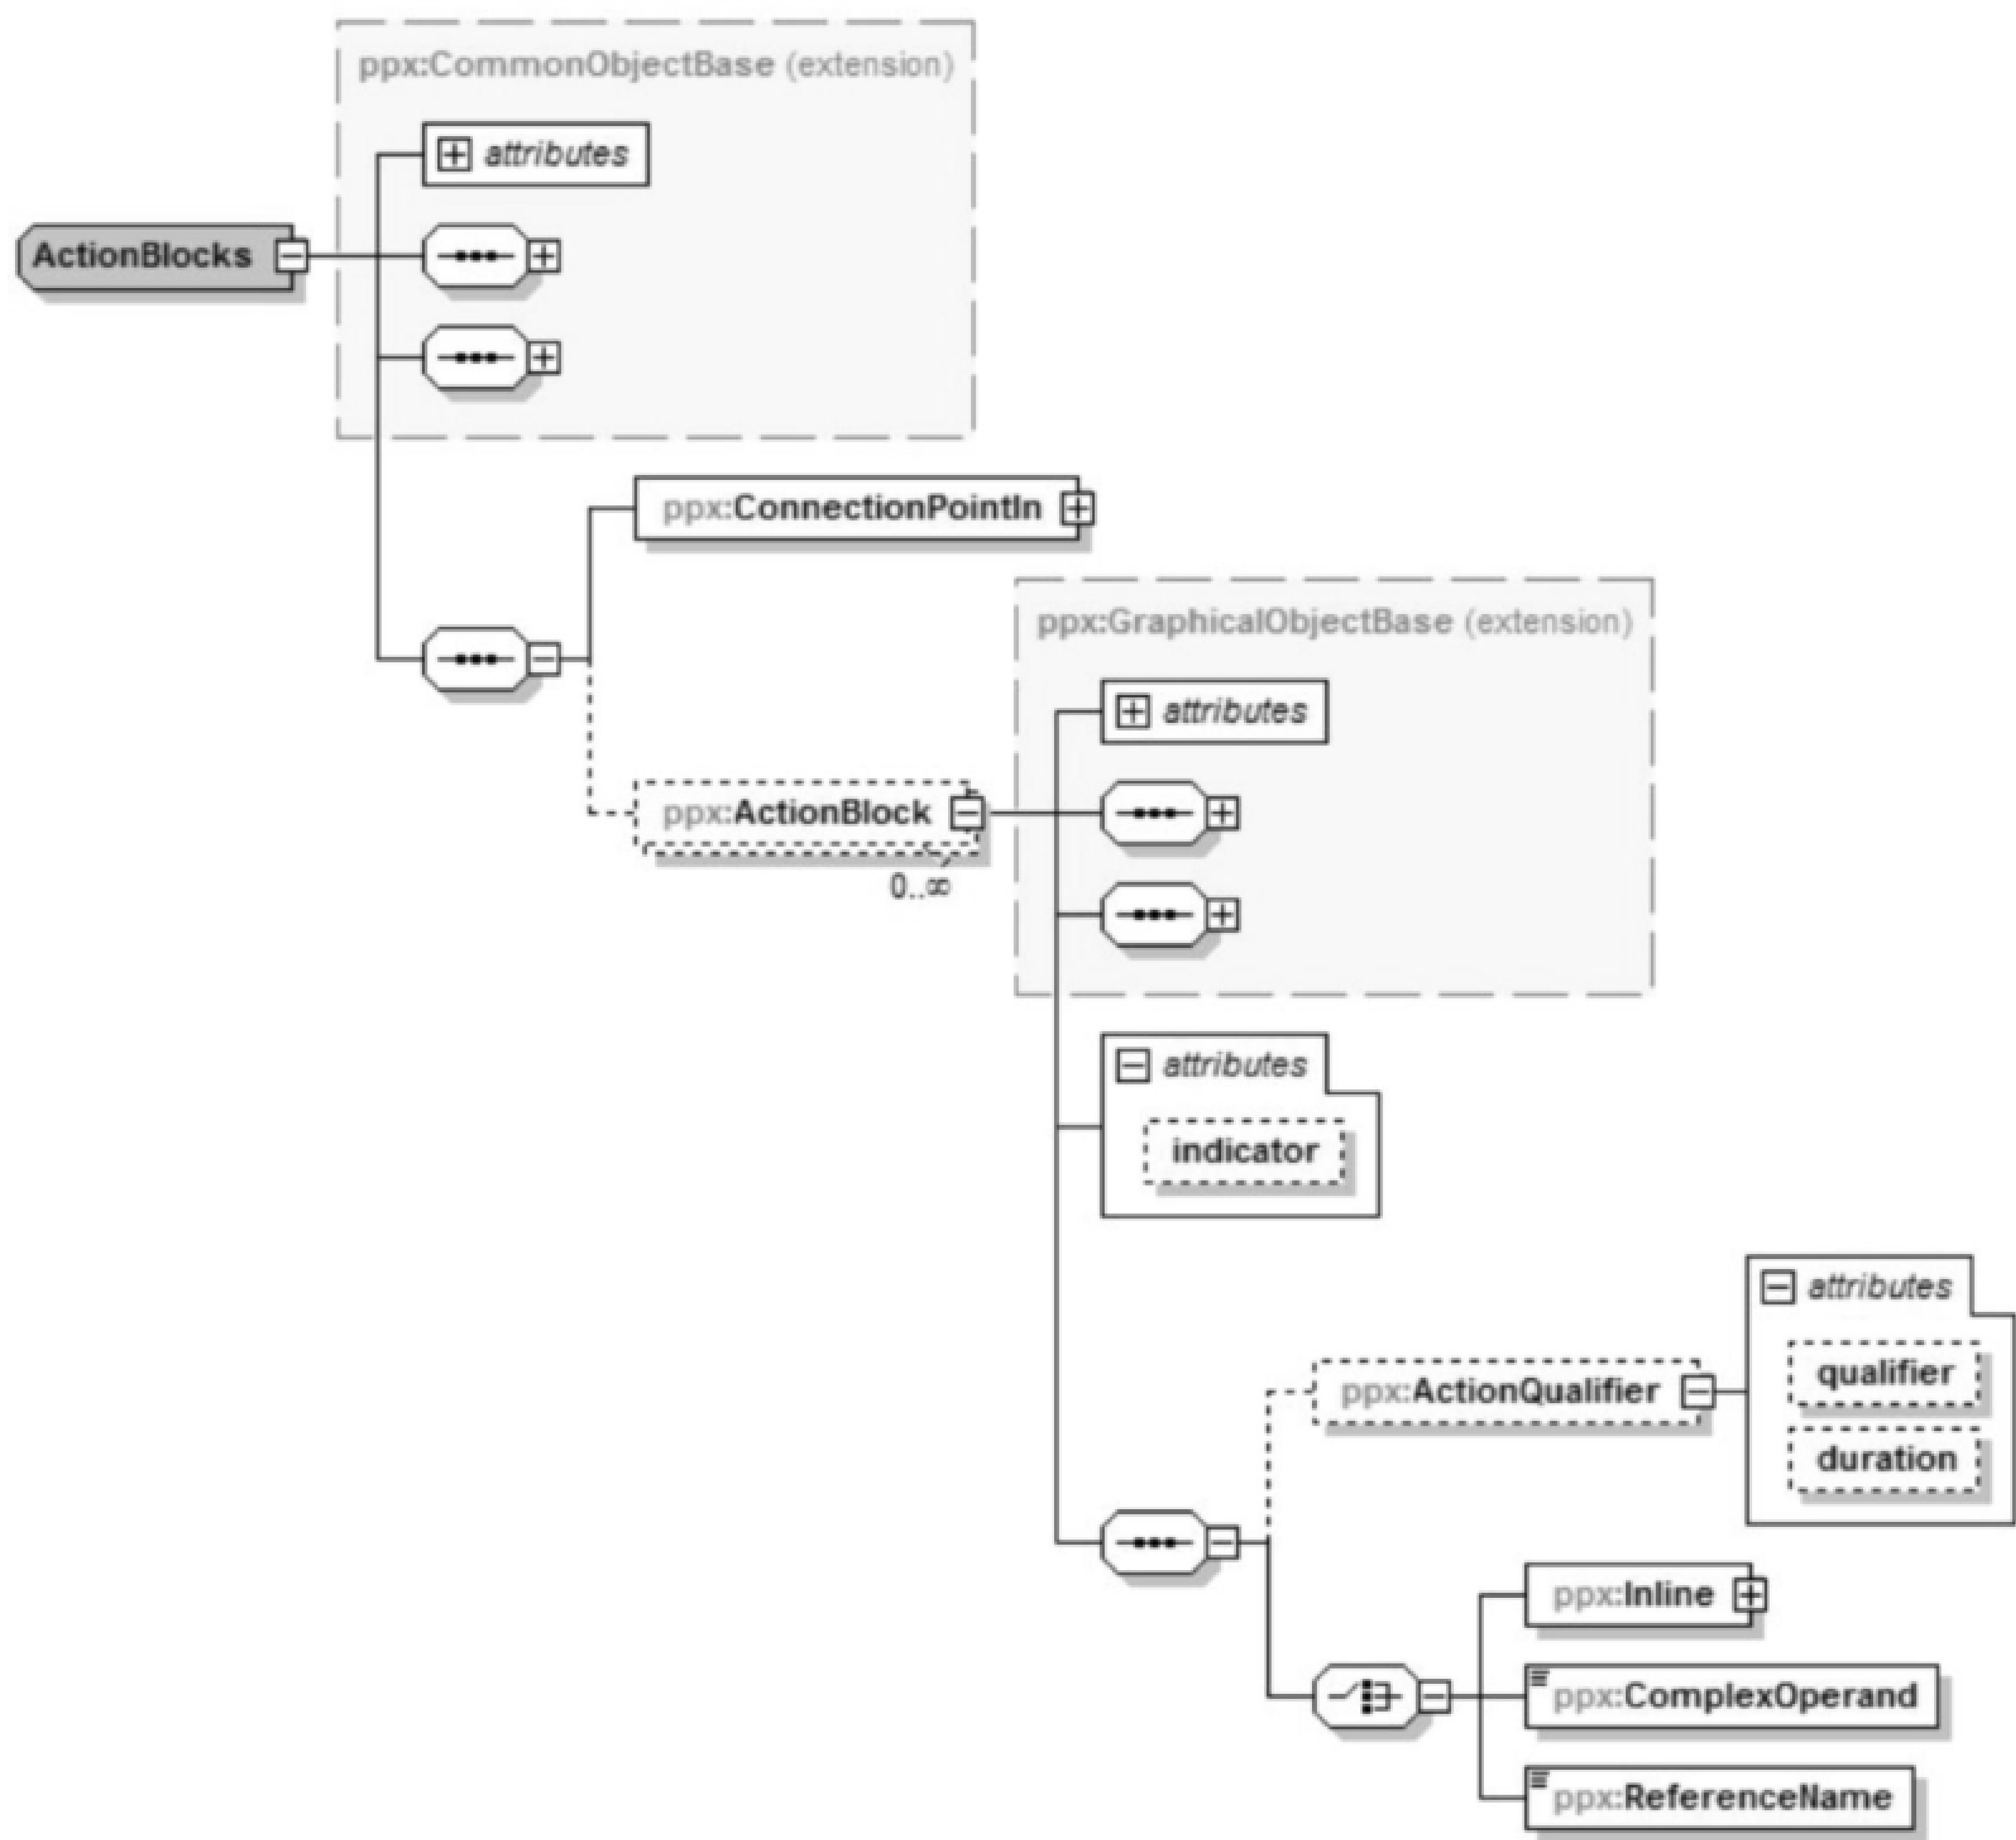 ppx:CommonObjectBase (extension)
attributes
ActionBlocks
ppx:ConnectionPointIn
ppx:GraphicalObjectBase (extension)
attributes
ppx:ActionBlock
0..∞
attributes
indicator
attributes
qualifier
ppx:ActionQualifier
duration
ppx:Inline
ppx:ComplexOperand
ppx:ReferenceName